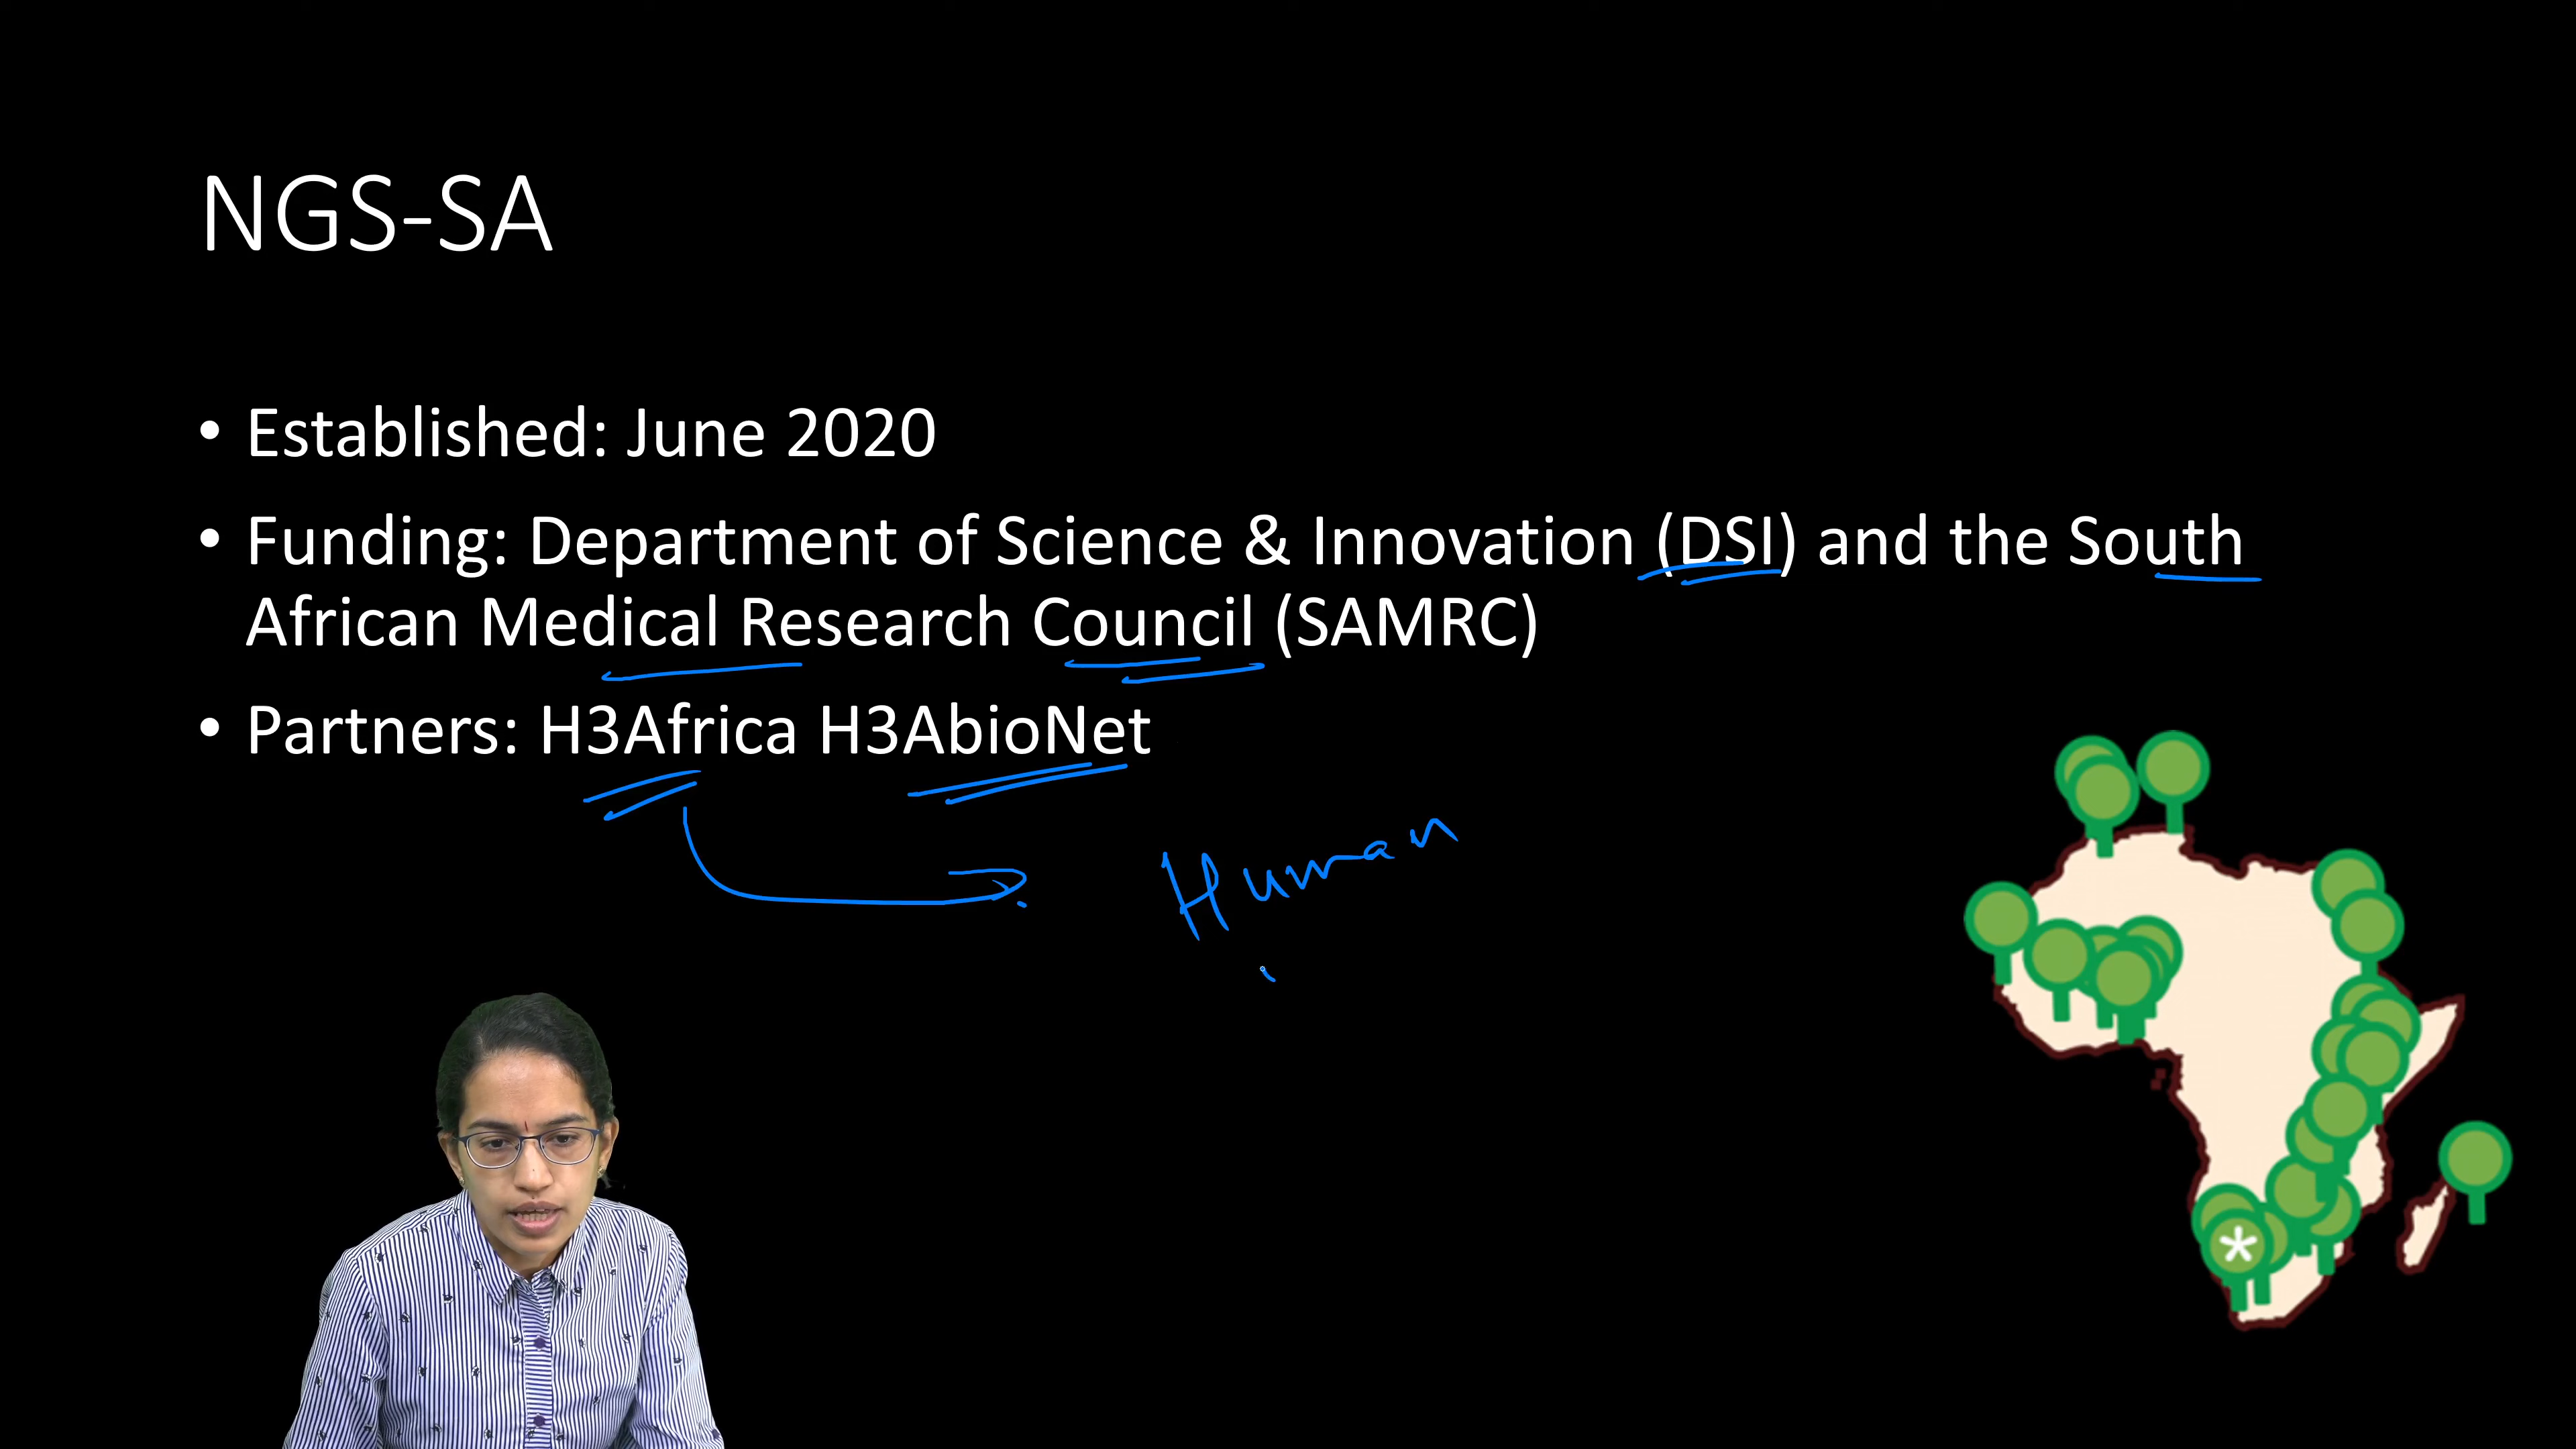 NGS-SA
• Established: June 2020
• Funding: Department of Science & Innovation (DSI) and the South
African Medical Research Council (SAMRC)
• Partners: H3Africa H3AbioNet
Human
*